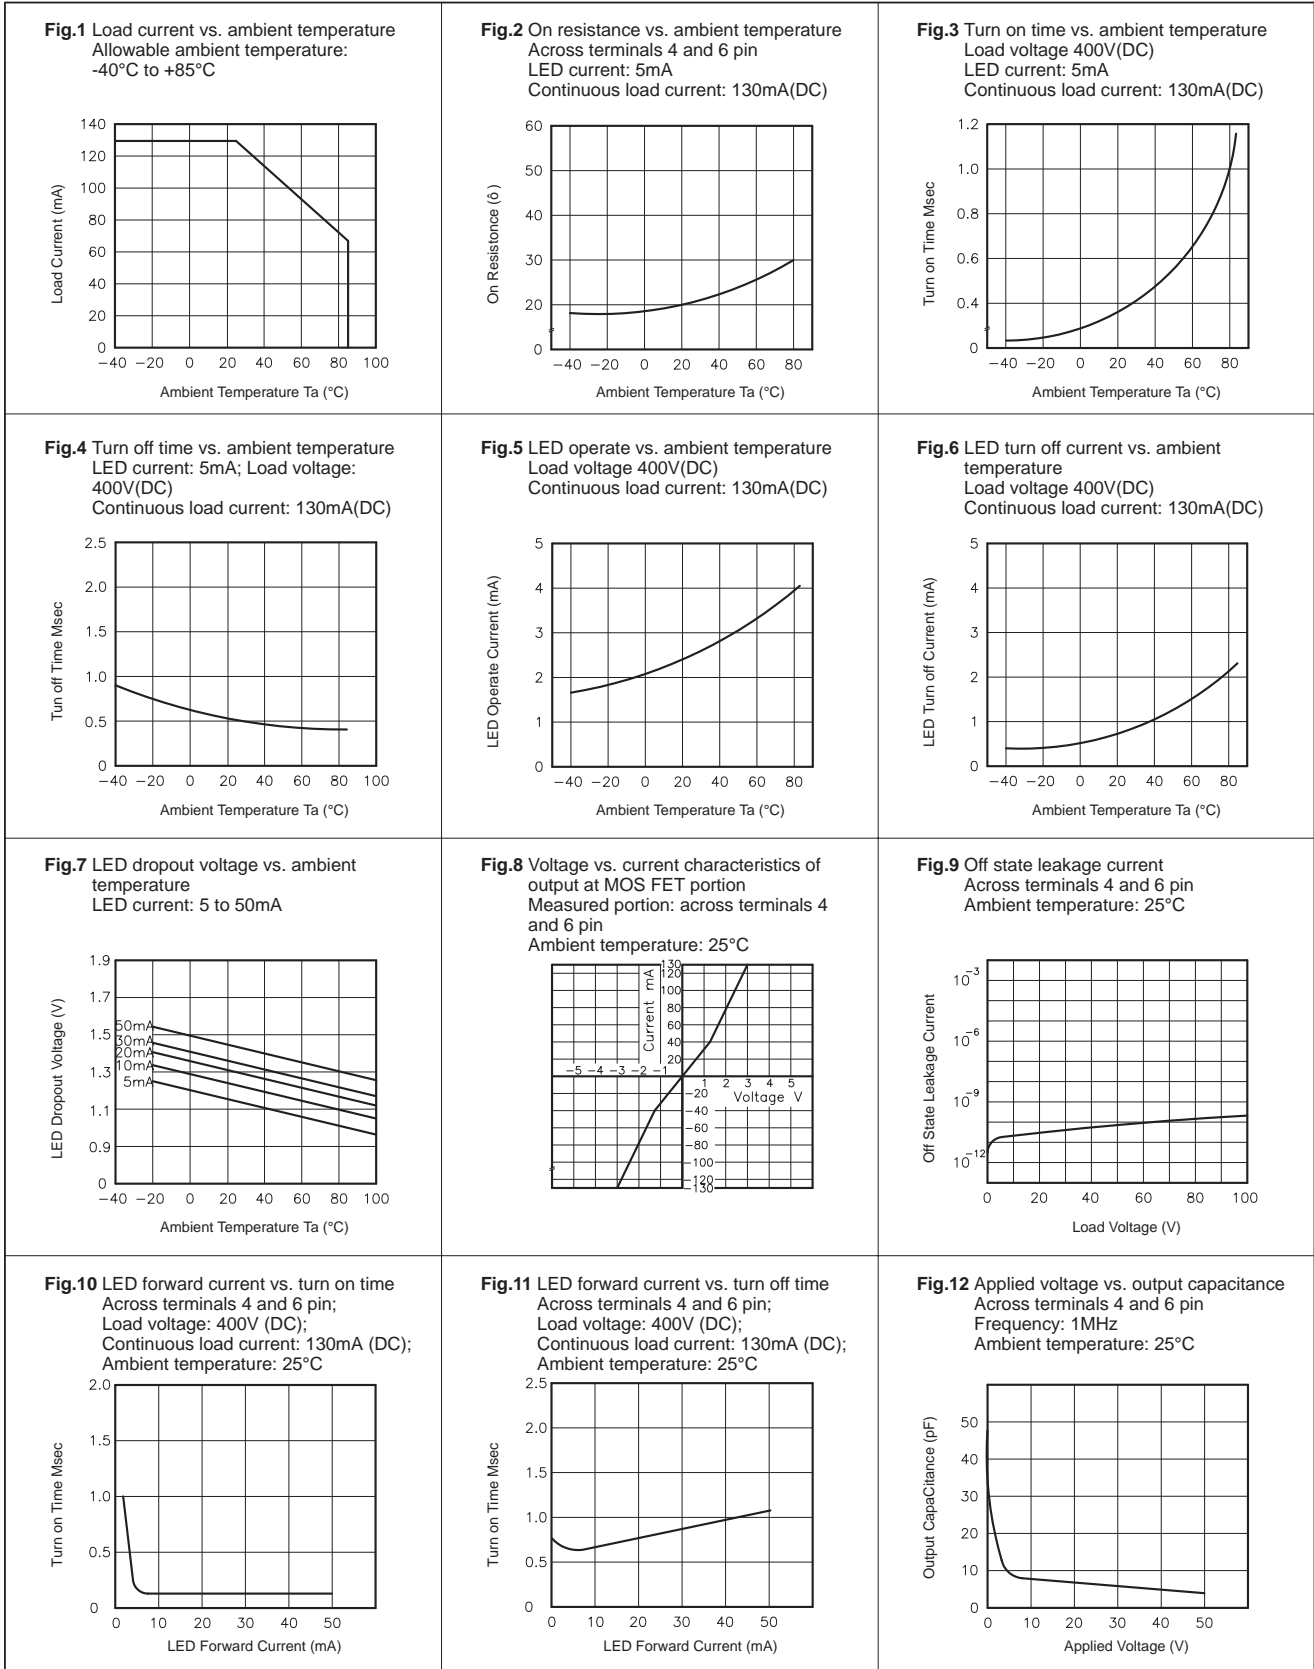 Fig.1 Load current vs. ambient temperature
Allowable ambient temperature:
-40°C to +85°C
140
120
100
80
60
40
20
0
Load Current (mA)
−40 −20 0 20 40 60 80 100
Ambient Temperature Ta (°C)
Fig.2 On resistance vs. ambient temperature
Across terminals 4 and 6 pin
LED current: 5mA
Continuous load current: 130mA(DC)
60
50
40
30
20
0
On Resistonce (ô)
−40 −20 0 20 40 60 80
Ambient Temperature Ta (°C)
Fig.3 Turn on time vs. ambient temperature
Load voltage 400V(DC)
LED current: 5mA
Continuous load current: 130mA(DC)
1.2
1.0
0.8
0.6
0.4
0
Turn on Time Msec
−40 −20 0 20 40 60 80
Ambient Temperature Ta (°C)
Fig.4 Turn off time vs. ambient temperature
LED current: 5mA; Load voltage:
400V(DC)
Continuous load current: 130mA(DC)
2.5
2.0
1.5
1.0
0.5
0
Tun off Time Msec
−40 −20 0 20 40 60 80 100
Ambient Temperature Ta (°C)
Fig.5 LED operate vs. ambient temperature
Load voltage 400V(DC)
Continuous load current: 130mA(DC)
5
4
3
2
1
0
LED Operate Current (mA)
−40 −20 0 20 40 60 80
Ambient Temperature Ta (°C)
Fig.6 LED turn off current vs. ambient
temperature
Load voltage 400V(DC)
Continuous load current: 130mA(DC)
5
4
3
2
1
0
LED Turn off Current (mA)
−40 −20 0 20 40 60 80
Ambient Temperature Ta (°C)
Fig.7 LED dropout voltage vs. ambient
temperature
LED current: 5 to 50mA
1.9
1.7
1.5
1.3
1.1
0.9
0
LED Dropout Voltage (V)
50mA
30mA
20mA
10mA
5mA
−40 −20 0 20 40 60 80 100
Ambient Temperature Ta (°C)
Fig.8 Voltage vs. current characteristics of
output at MOS FET portion
Measured portion: across terminals 4
and 6 pin
Ambient temperature: 25°C
Current mA
130
120
100
80
60
40
20
−5 −4 −3 −2 −1
1 2 3 4 5
Voltage V
−20
−40
−60
−80
−100
−120
−130
Fig.9 Off state leakage current
Across terminals 4 and 6 pin
Ambient temperature: 25°C
10−3
10−6
10−9
10−12
Off State Leakage Current
0 20 40 60 80 100
Load Voltage (V)
Fig.10 LED forward current vs. turn on time
Across terminals 4 and 6 pin;
Load voltage: 400V (DC);
Continuous load current: 130mA (DC);
Ambient temperature: 25°C
2.0
1.5
1.0
0.5
0
Turn on Time Msec
0 10 20 30 40 50
LED Forward Current (mA)
Fig.11 LED forward current vs. turn off time
Across terminals 4 and 6 pin;
Load voltage: 400V (DC);
Continuous load current: 130mA (DC);
Ambient temperature: 25°C
2.5
2.0
1.5
1.0
0.5
0
Turn on Time Msec
0 10 20 30 40 50
LED Forward Current (mA)
Fig.12 Applied voltage vs. output capacitance
Across terminals 4 and 6 pin
Frequency: 1MHz
Ambient temperature: 25°C
50
40
30
20
10
0
Output CapaCitance (pF)
0 10 20 30 40 50
Applied Voltage (V)